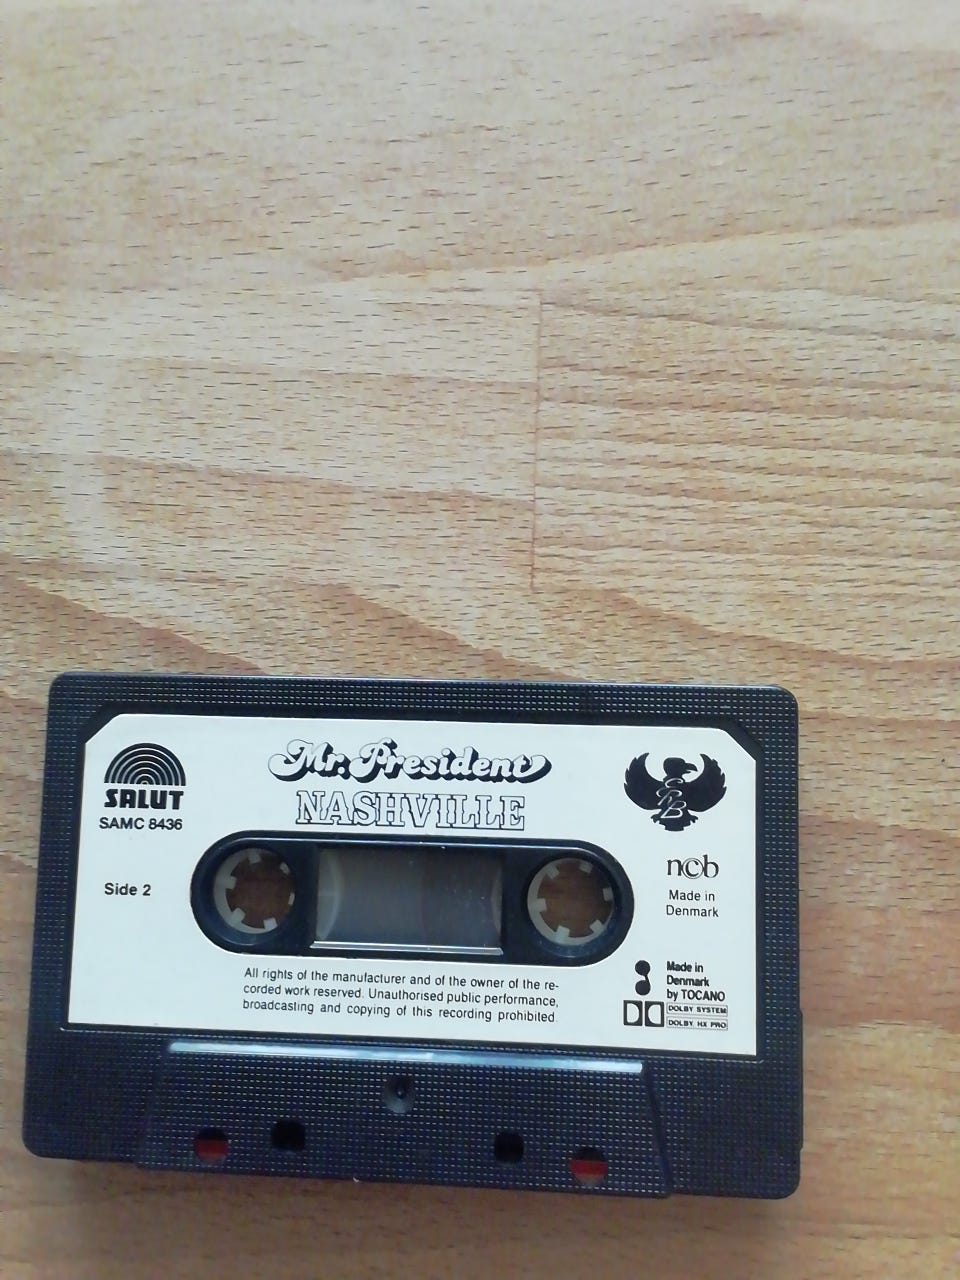 Mr. President
NASHVILLE
SALUT
SAMC 8436
Side 2
ncb
Made in
Denmark
All rights of the manufacturer and of the owner of the re-
corded work reserved. Unauthorised public performance,
broadcasting and copying of this recording prohibited.
Made in
Denmark
by TOCANO
DOLBY SYSTEM
DOLBY HX PRO